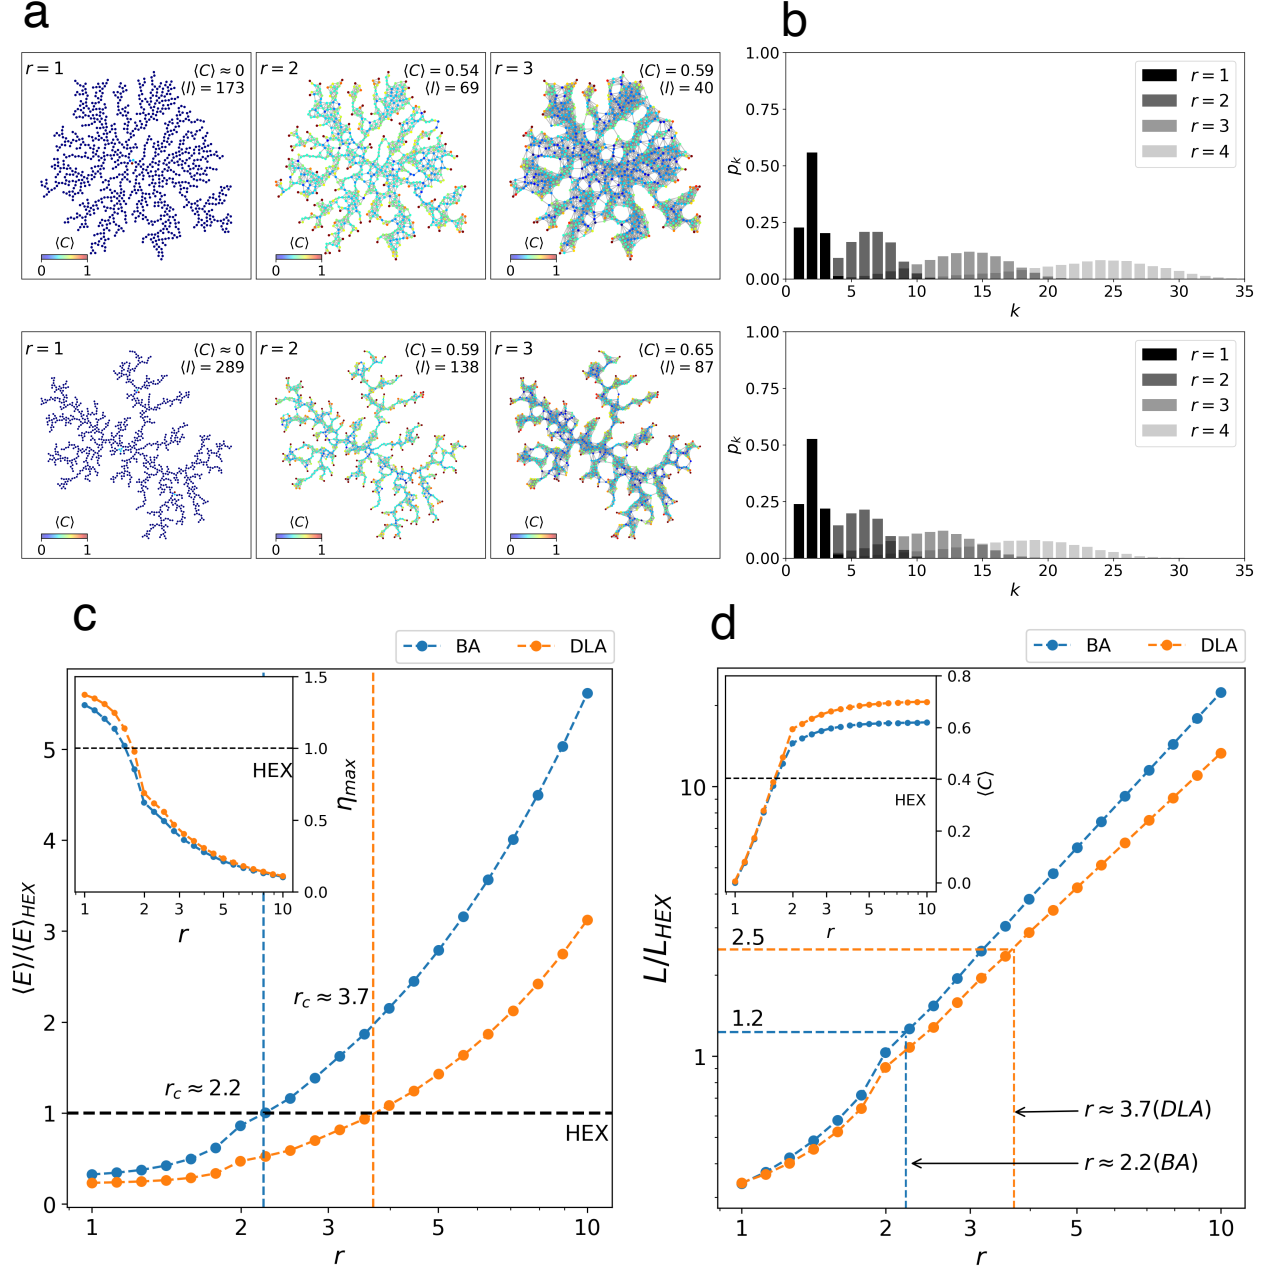 a
r = 1
⟨C⟩ ≈ 0
⟨l⟩ = 173
⟨C⟩
0 1
r = 2
⟨C⟩ = 0.54
⟨l⟩ = 69
⟨C⟩
0 1
r = 3
⟨C⟩ = 0.59
⟨l⟩ = 40
⟨C⟩
0 1
r = 1
⟨C⟩ ≈ 0
⟨l⟩ = 289
⟨C⟩
0 1
r = 2
⟨C⟩ = 0.59
⟨l⟩ = 138
⟨C⟩
0 1
r = 3
⟨C⟩ = 0.65
⟨l⟩ = 87
⟨C⟩
0 1
b
1.00
0.75
0.50
0.25
0.00
p_k
r = 1
r = 2
r = 3
r = 4
0 5 10 15 20 25 30 35
k
1.00
0.75
0.50
0.25
0.00
p_k
r = 1
r = 2
r = 3
r = 4
0 5 10 15 20 25 30 35
k
c
BA DLA
5
4
3
2
1
0
⟨E⟩/⟨E⟩_HEX
1.5
1.0
0.5
0.0
η_max
HEX
1 2 3 5 10
r
r_c ≈ 3.7
r_c ≈ 2.2
HEX
1 2 3 5 10
r
d
BA DLA
10
1
L/L_HEX
0.8
0.6
0.4
0.2
0.0
⟨C⟩
HEX
1 2 3 5 10
r
2.5
1.2
r ≈ 3.7(DLA)
r ≈ 2.2(BA)
1 2 3 5 10
r